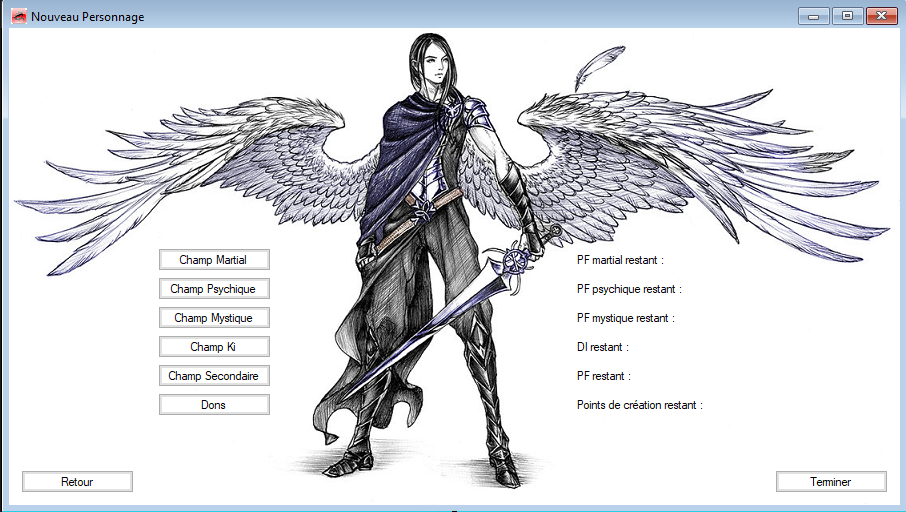 Nouveau Personnage
Champ Martial
Champ Psychique
Champ Mystique
Champ Ki
Champ Secondaire
Dons
PF martial restant :
PF psychique restant :
PF mystique restant :
DI restant :
PF restant :
Points de création restant :
Retour
Terminer